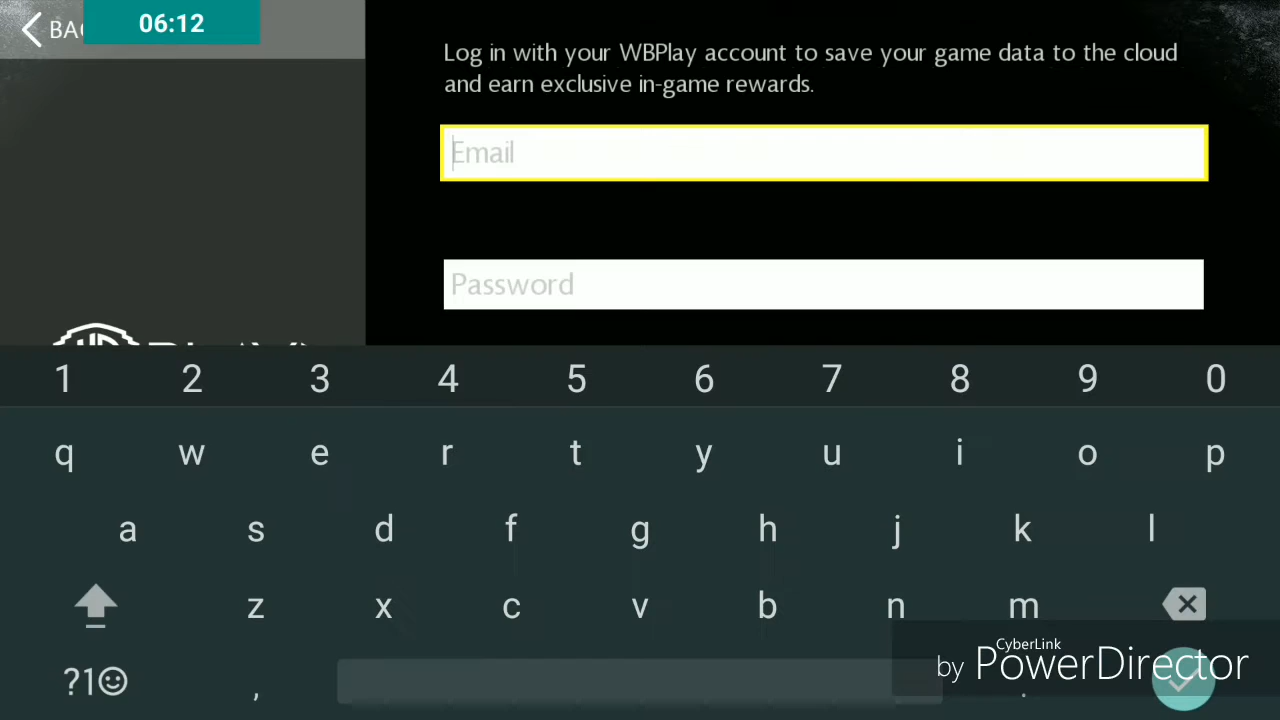 BA
06:12
Log in with your WBPlay account to save your game data to the cloud
and earn exclusive in-game rewards.
Email
Password
1 2 3 4 5 6 7 8 9 0
q w e r t y u i o p
a s d f g h j k l
z x c v b n m
?1☺ , .
CyberLink
by PowerDirector